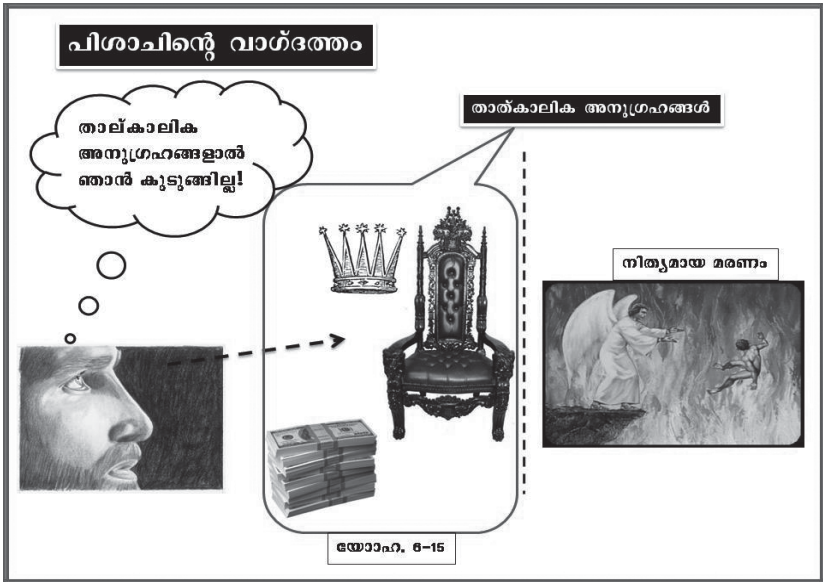 പിശാചിന്റെ വാഗ്ദത്തം
താത്കാലിക അനുഗ്രഹങ്ങൾ
താല്കാലിക
അനുഗ്രഹങ്ങളാൽ
ഞാൻ കുടുങ്ങില്ല!
നിത്യമായ മരണം
യോാഹ. 6-15